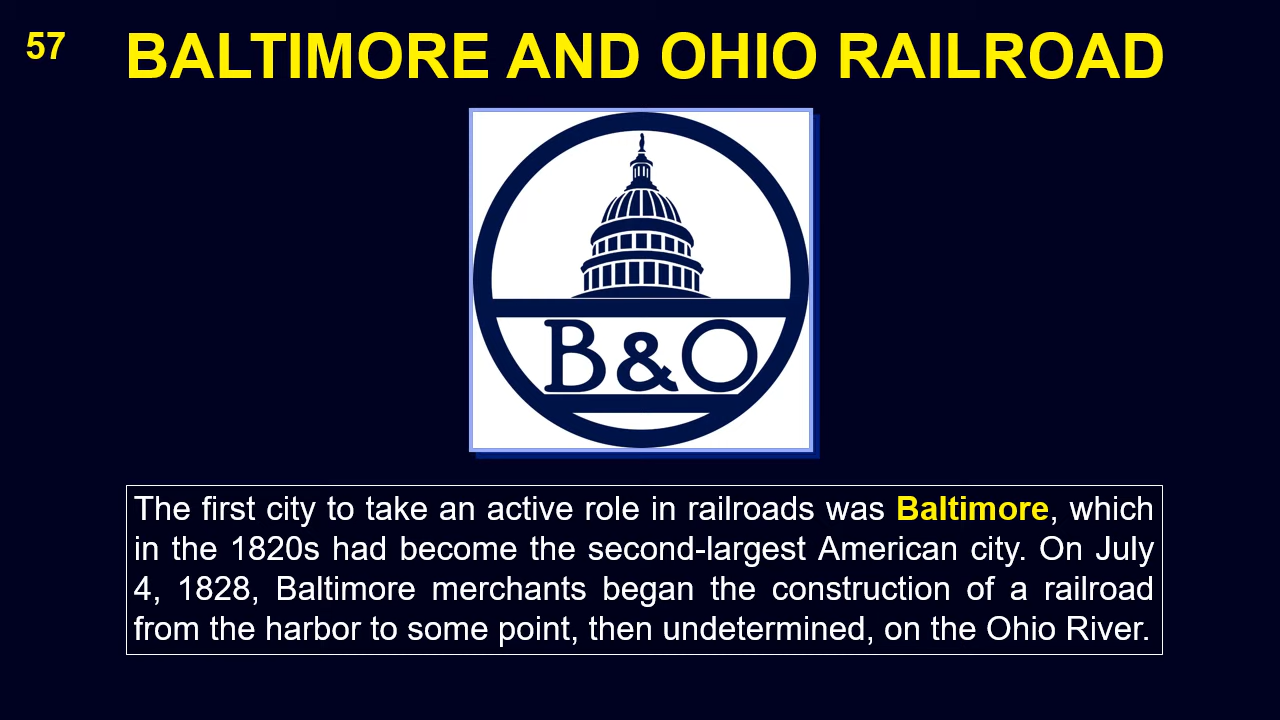 57
BALTIMORE AND OHIO RAILROAD
B&O
The first city to take an active role in railroads was Baltimore, which
in the 1820s had become the second-largest American city. On July
4, 1828, Baltimore merchants began the construction of a railroad
from the harbor to some point, then undetermined, on the Ohio River.